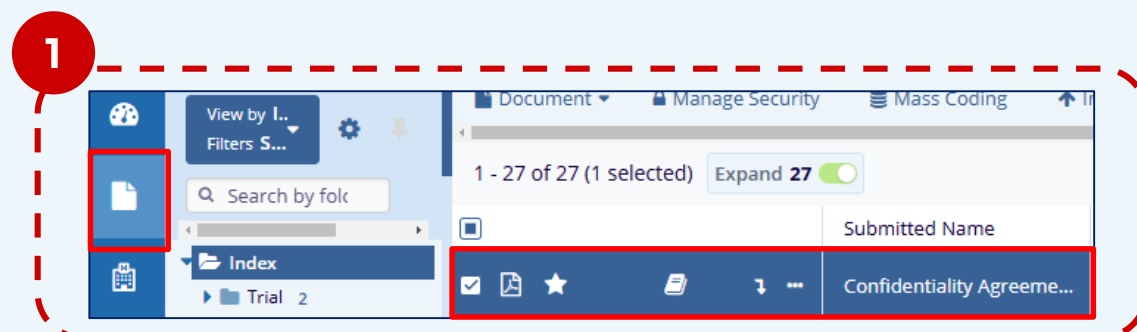 1
View by I..
Filters S...
Document
Manage Security
Mass Coding
1 - 27 of 27 (1 selected)
Expand 27
Search by folc
Submitted Name
Index
Trial 2
Confidentiality Agreeme...